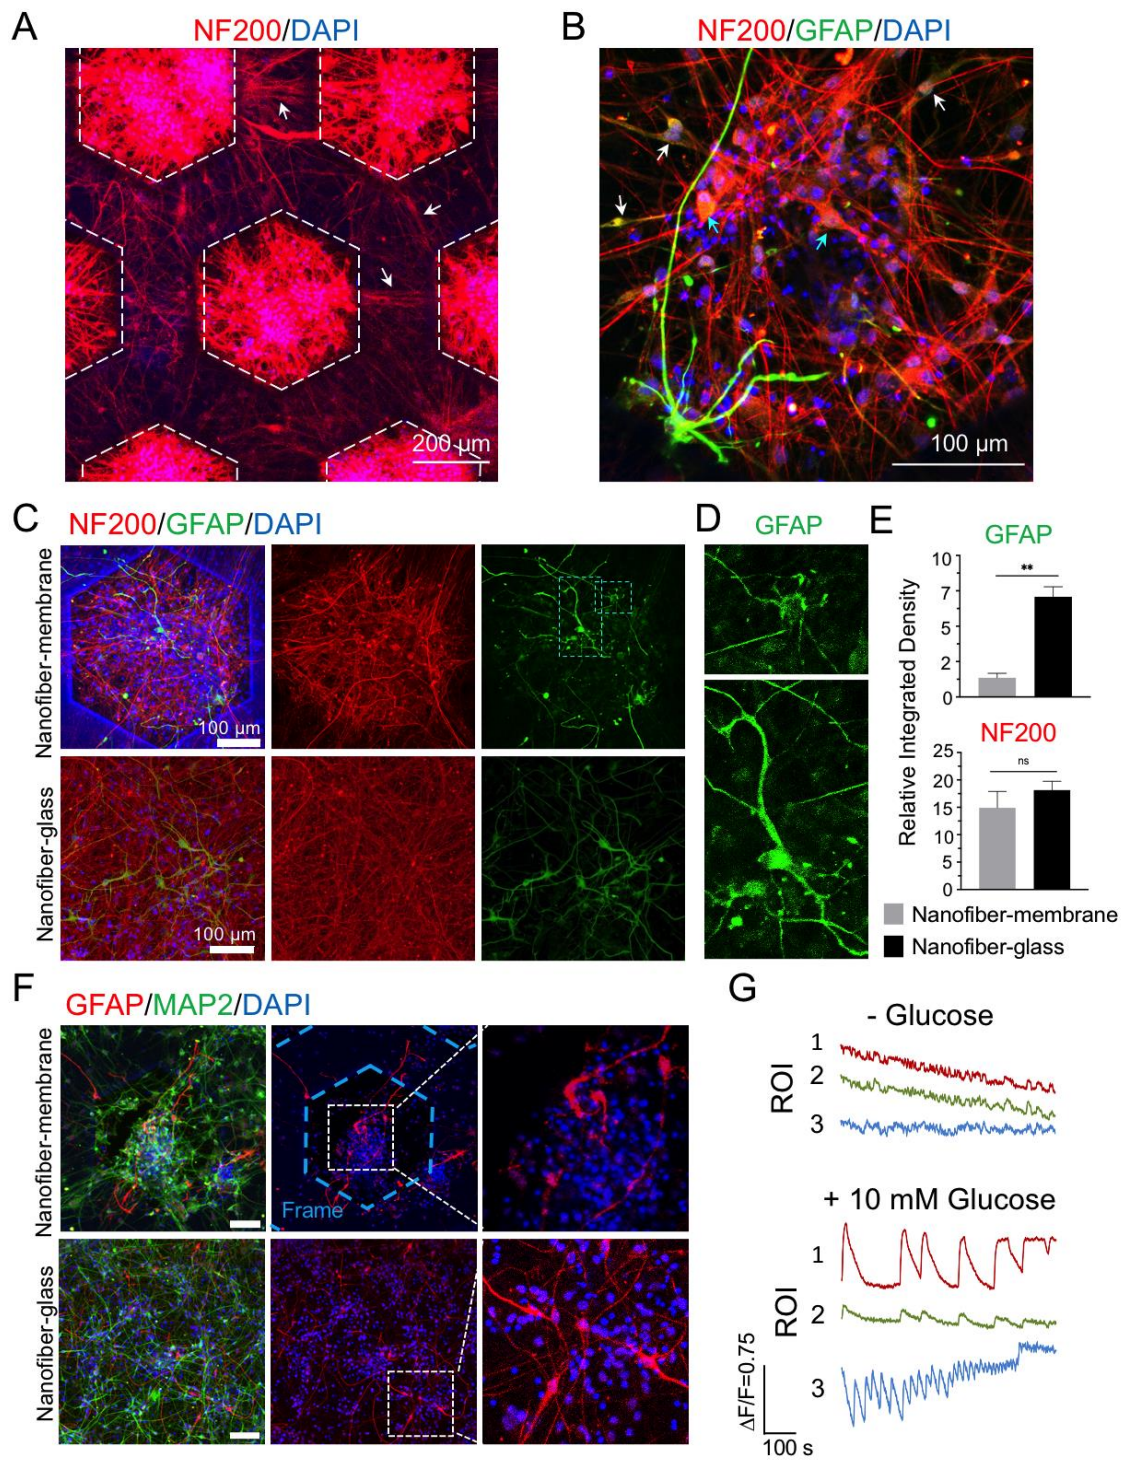 A
NF200/DAPI
200 μm
B
NF200/GFAP/DAPI
100 μm
C
NF200/GFAP/DAPI
Nanofiber-membrane
100 μm
Nanofiber-glass
100 μm
D
GFAP
E
GFAP
Relative Integrated Density
10
7
5
2
0
**
NF200
25
20
15
10
5
0
ns
Nanofiber-membrane
Nanofiber-glass
F
GFAP/MAP2/DAPI
Nanofiber-membrane
Frame
Nanofiber-glass
G
- Glucose
ROI
1
2
3
+ 10 mM Glucose
ROI
1
2
3
ΔF/F=0.75
100 s